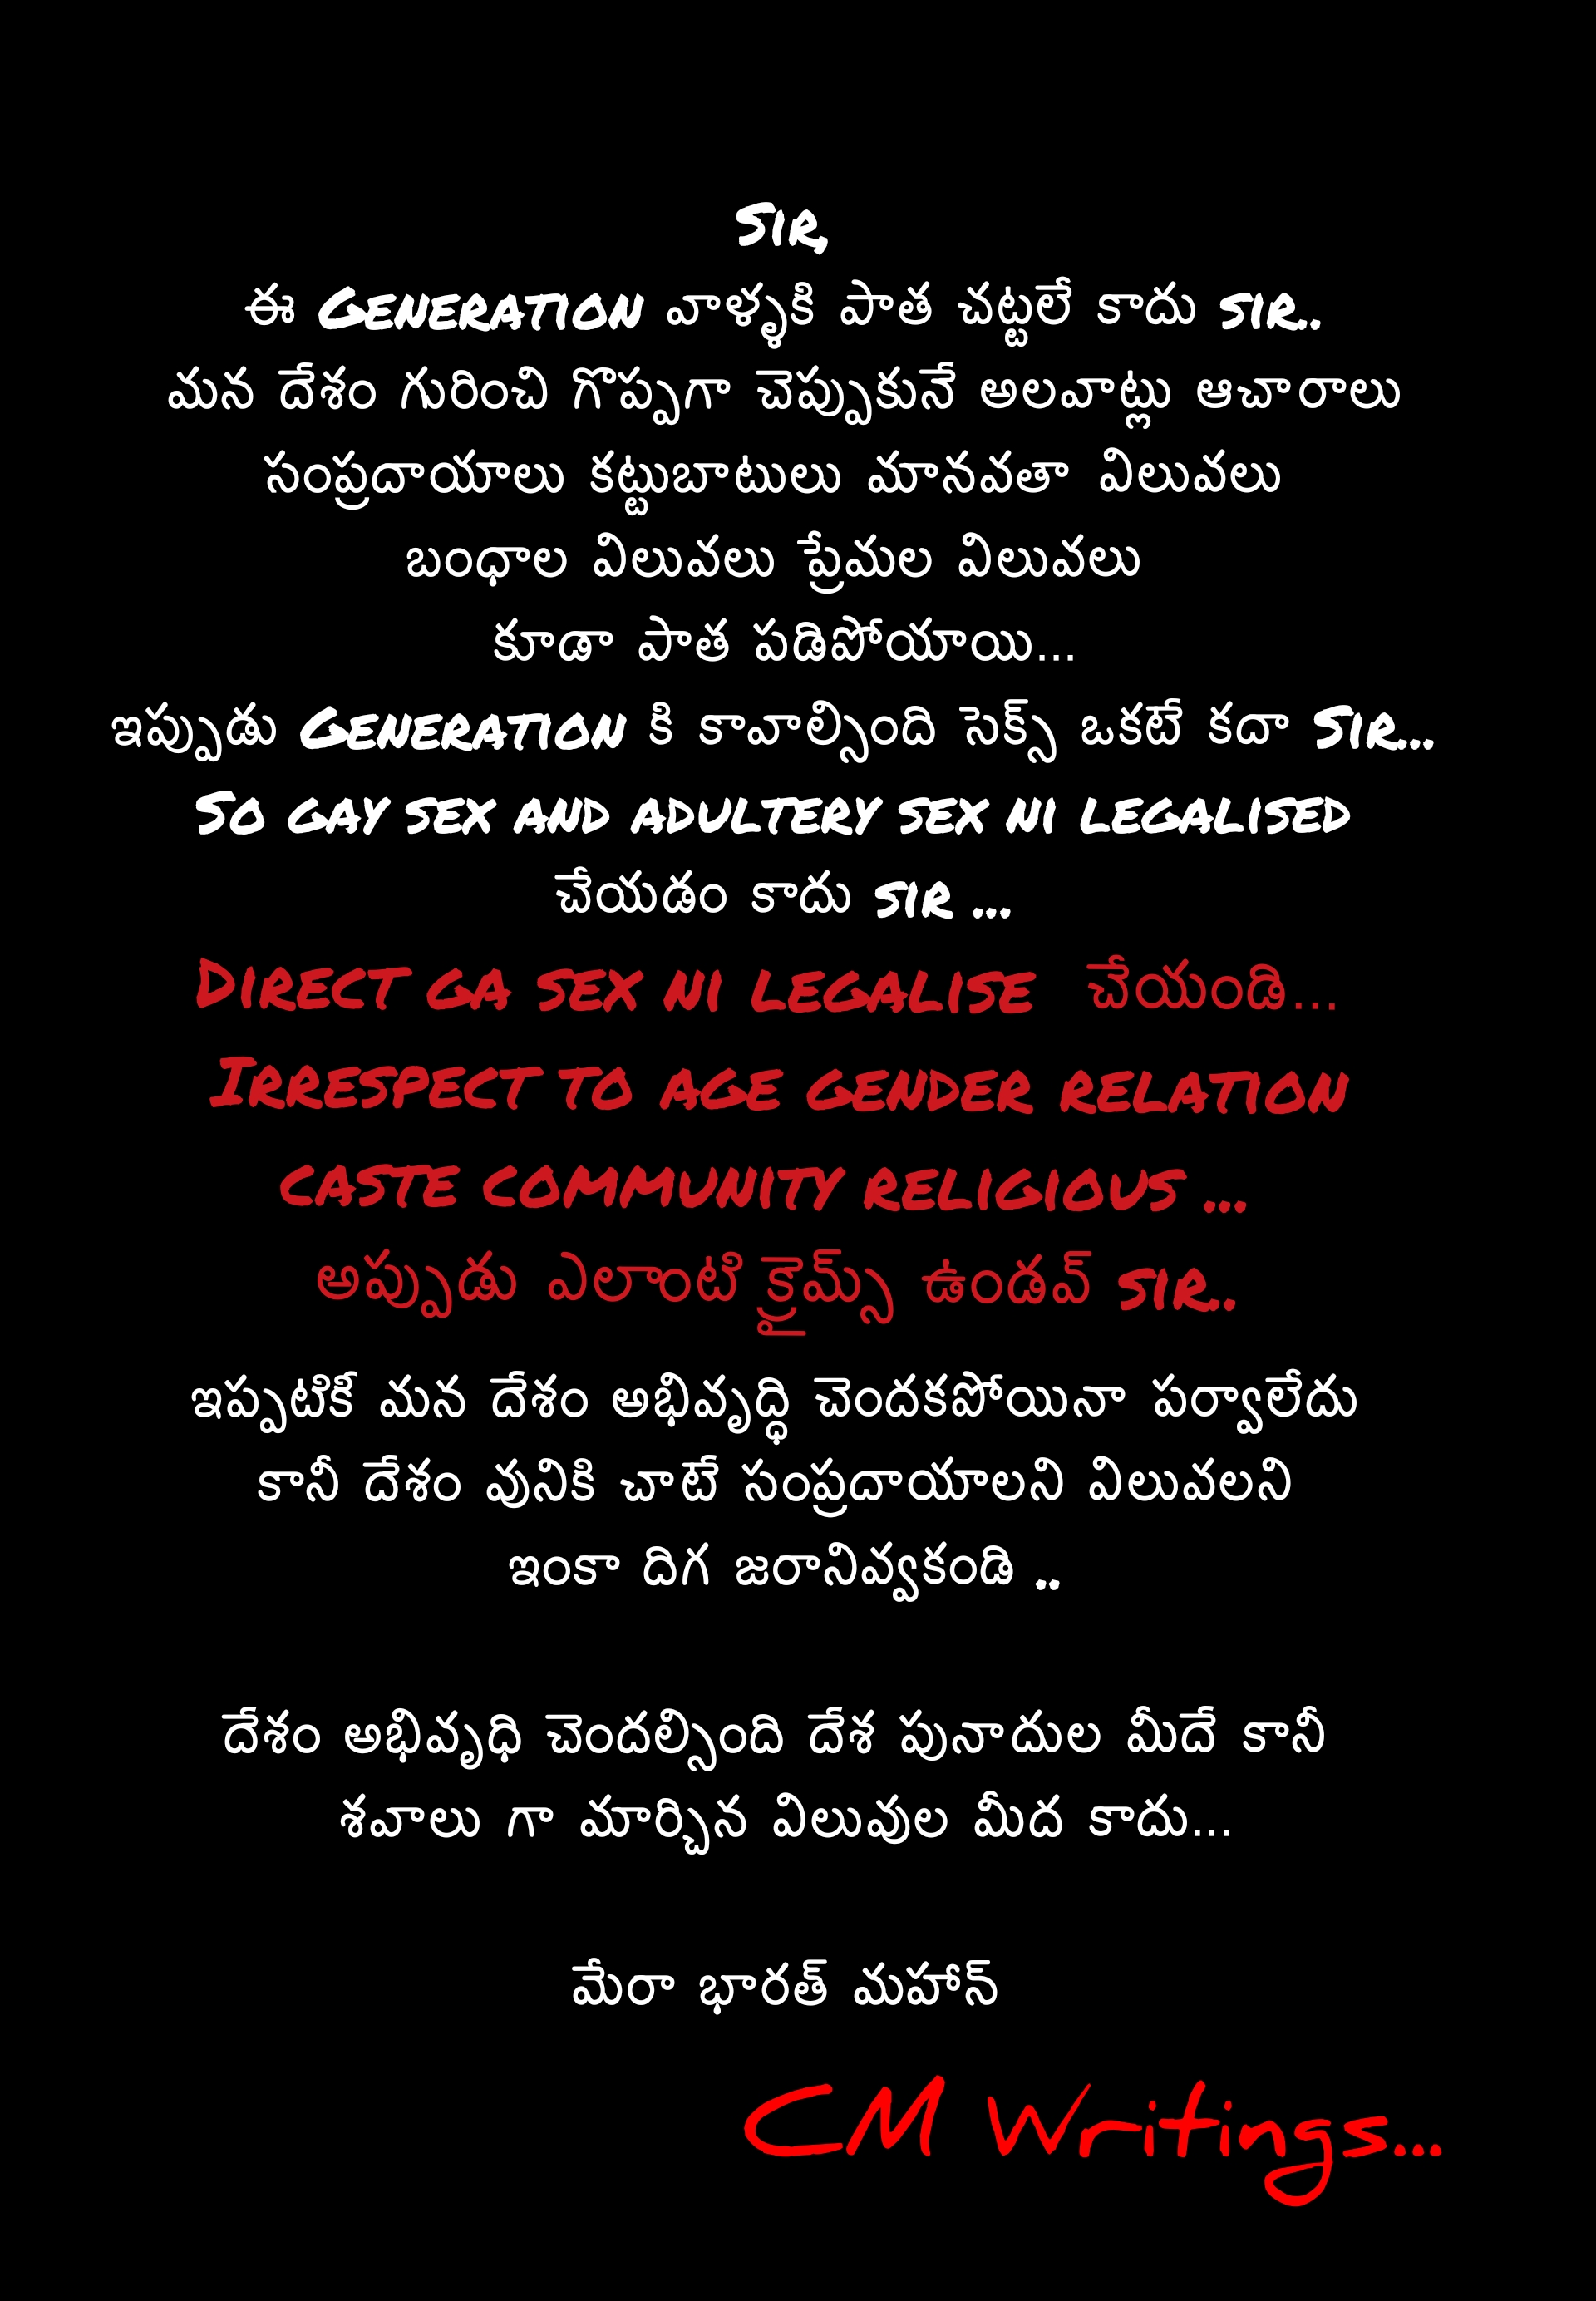 Sir,
ఈ Generation వాళ్ళకి పాత చట్టలే కాదు sir..
మన దేశం గురించి గొప్పగా చెప్పుకునే అలవాట్లు ఆచారాలు
సంప్రదాయాలు కట్టుబాటులు మానవతా విలువలు
బంధాల విలువలు ప్రేమల విలువలు
కూడా పాత పడిపోయాయి...
ఇప్పుడు Generation కి కావాల్సింది సెక్స్ ఒకటే కదా Sir...
So gay sex and adultery sex ni legalised
చేయడం కాదు sir ...
Direct ga sex ni legalise చేయండి...
Irrespect to age gender relation
caste community religious ...
అప్పుడు ఎలాంటి క్రైమ్స్ ఉండవ్ sir..
ఇప్పటికీ మన దేశం అభివృద్ధి చెందకపోయినా పర్వాలేదు
కానీ దేశం వునికి చాటే సంప్రదాయాలని విలువలని
ఇంకా దిగ జరానివ్వకండి ..
దేశం అభివృధి చెందల్సింది దేశ పునాదుల మీదే కానీ
శవాలు గా మార్చిన విలువుల మీద కాదు...
మేరా భారత్ మహాన్
CM Writings...